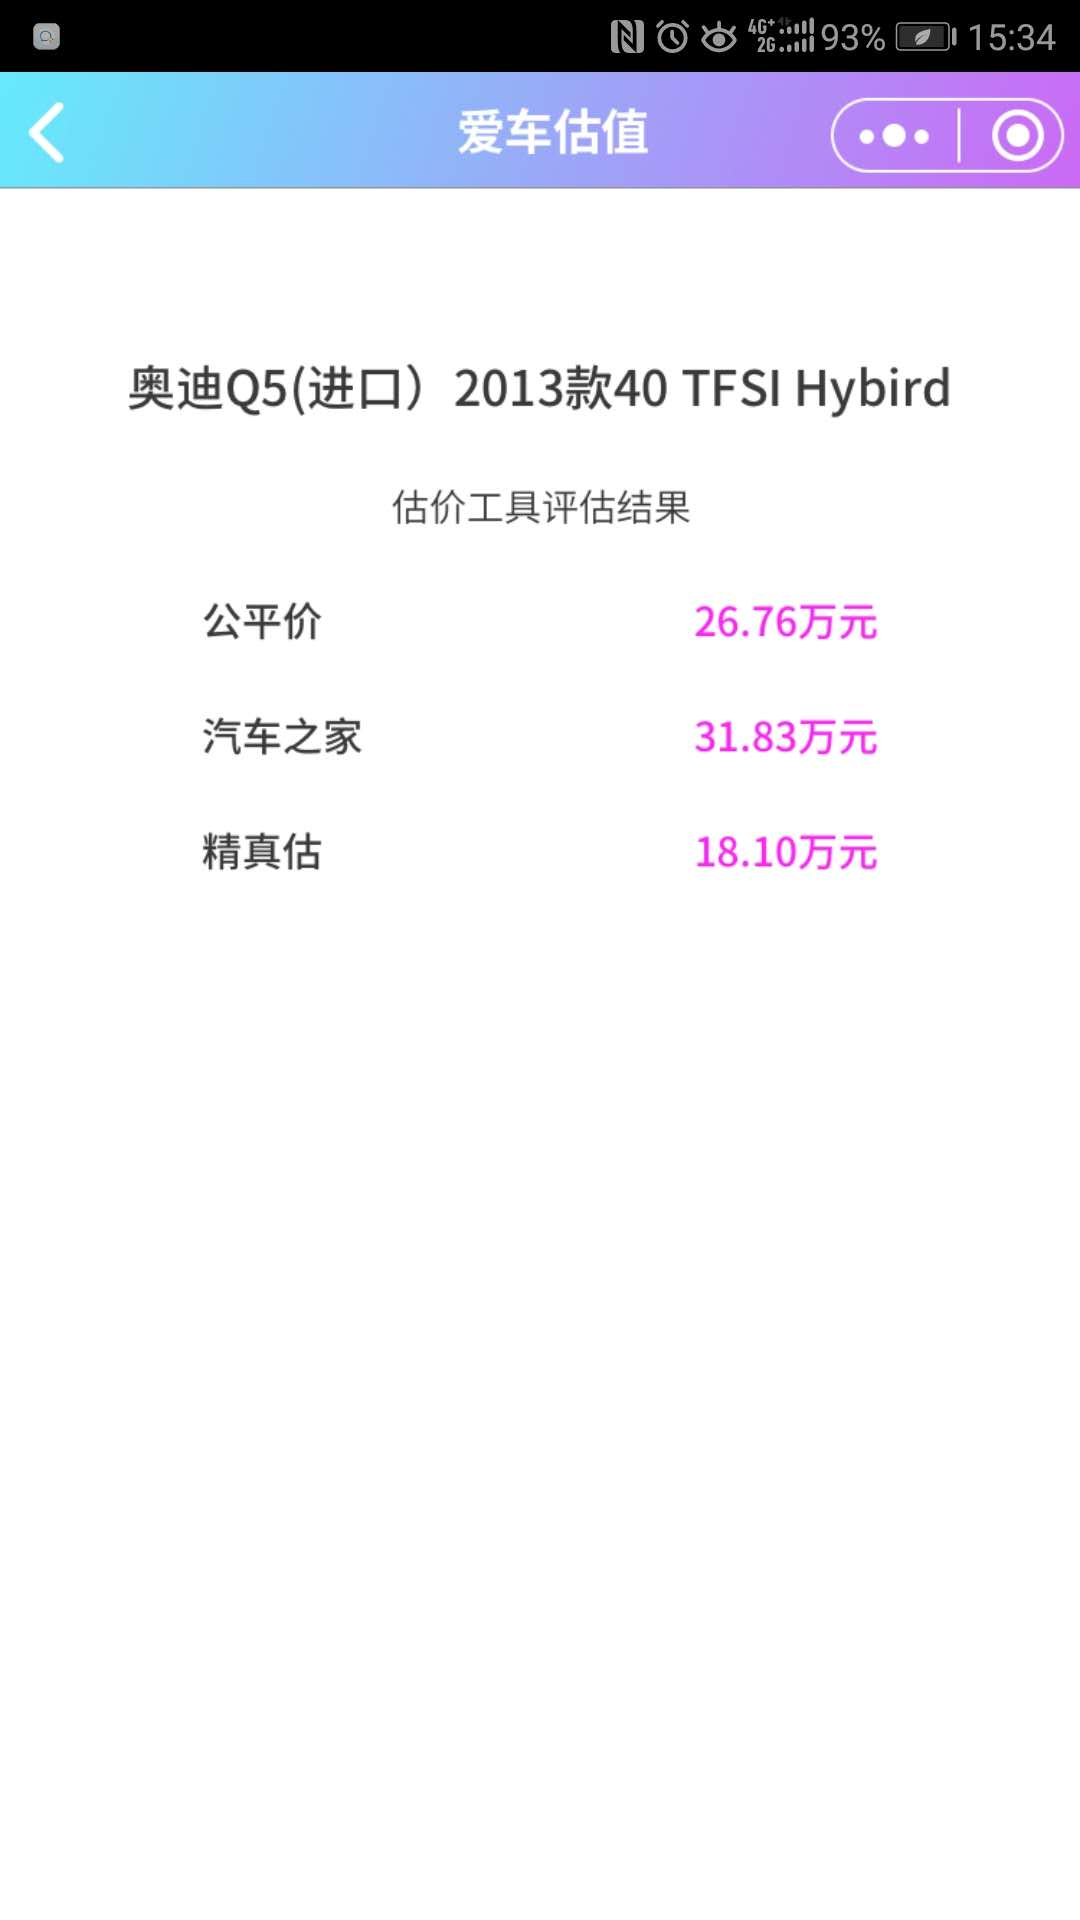 4G+
2G
93%
15:34
爱车估值
奥迪Q5(进口）2013款40 TFSI Hybird
估价工具评估结果
公平价 26.76万元
汽车之家 31.83万元
精真估 18.10万元